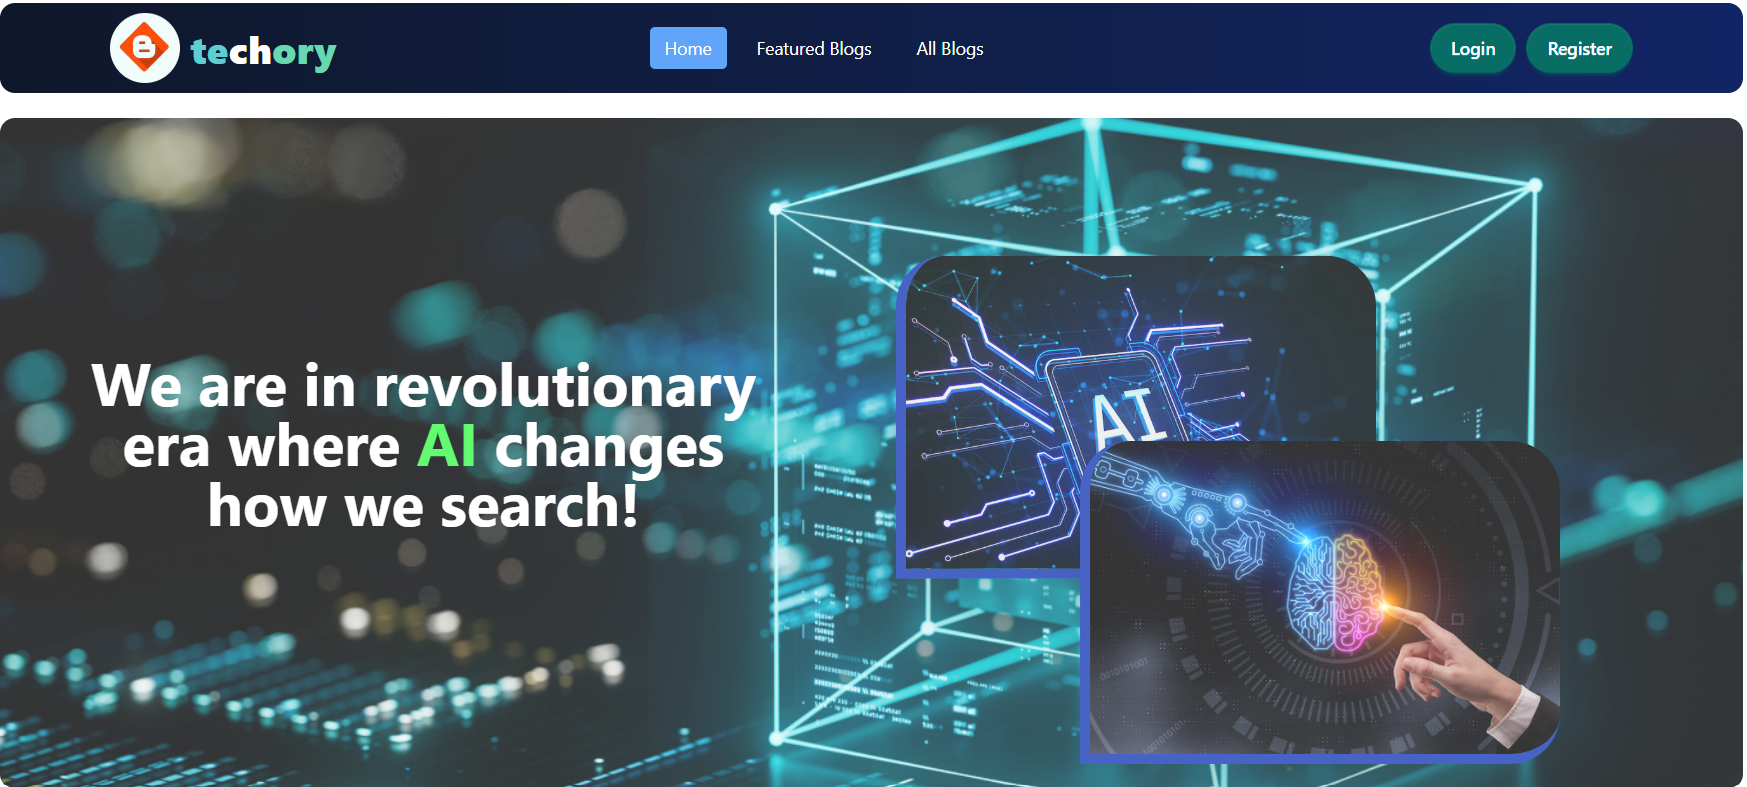 techory
Home
Featured Blogs
All Blogs
Login
Register
We are in revolutionary
era where AI changes
how we search!
AI
0010101001